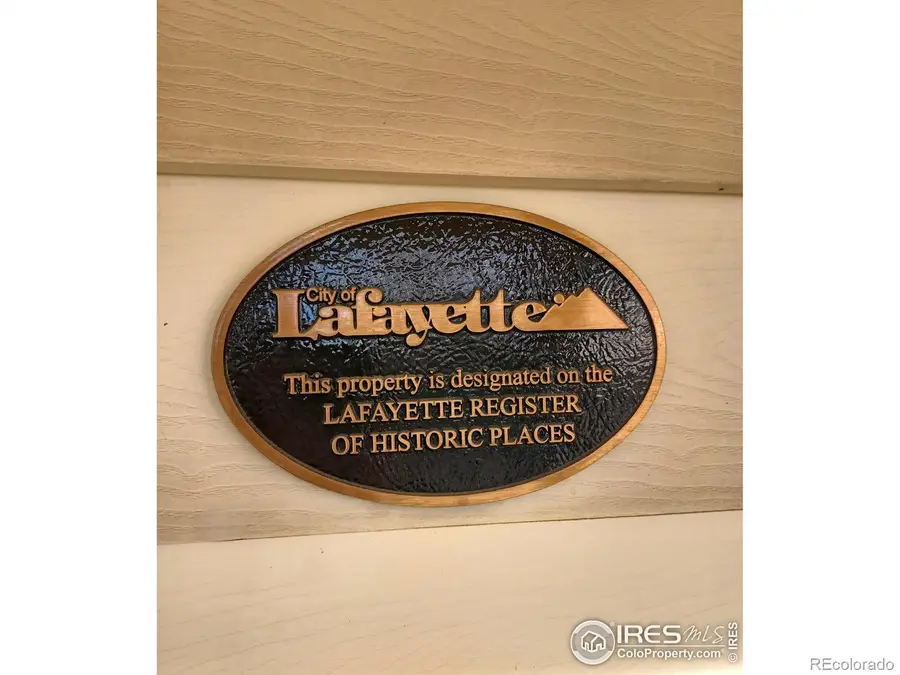 City of
Lafayette
This property is designated on the
LAFAYETTE REGISTER
OF HISTORIC PLACES
IRES MLS
ColoProperty.com
© IRES
REcolorado